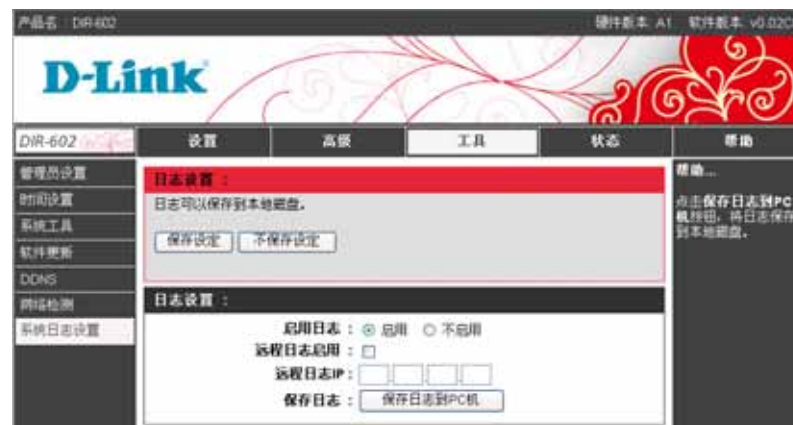 产品名：DIR-602
硬件版本: A1 软件版本: v0.02C
D-Link
DIR-602
设置
高级
工具
状态
帮助
管理员设置
时间设置
系统工具
软件更新
DDNS
网络检测
系统日志设置
日志设置：
日志可以保存到本地磁盘。
保存设定 不保存设定
日志设置：
启用日志： 启用 不启用
远程日志启用：
远程日志IP： . . .
保存日志： 保存日志到PC机
帮助...
点击保存日志到PC
机按钮，将日志保存
到本地磁盘。